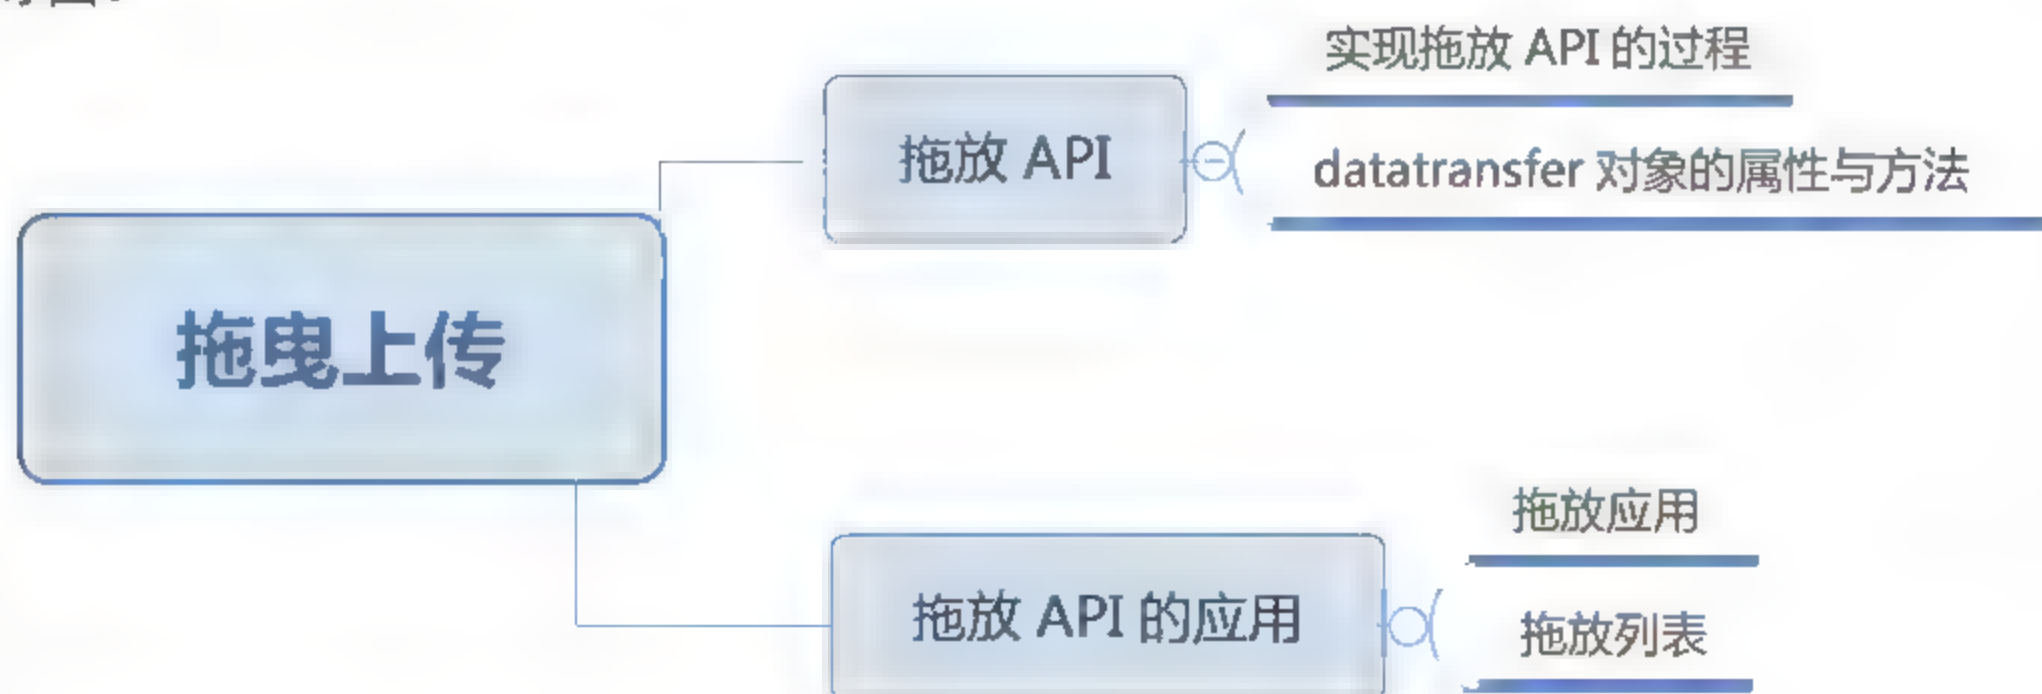 实现拖放 API 的过程
拖放 API
datatransfer 对象的属性与方法
拖曳上传
拖放应用
拖放 API 的应用
拖放列表